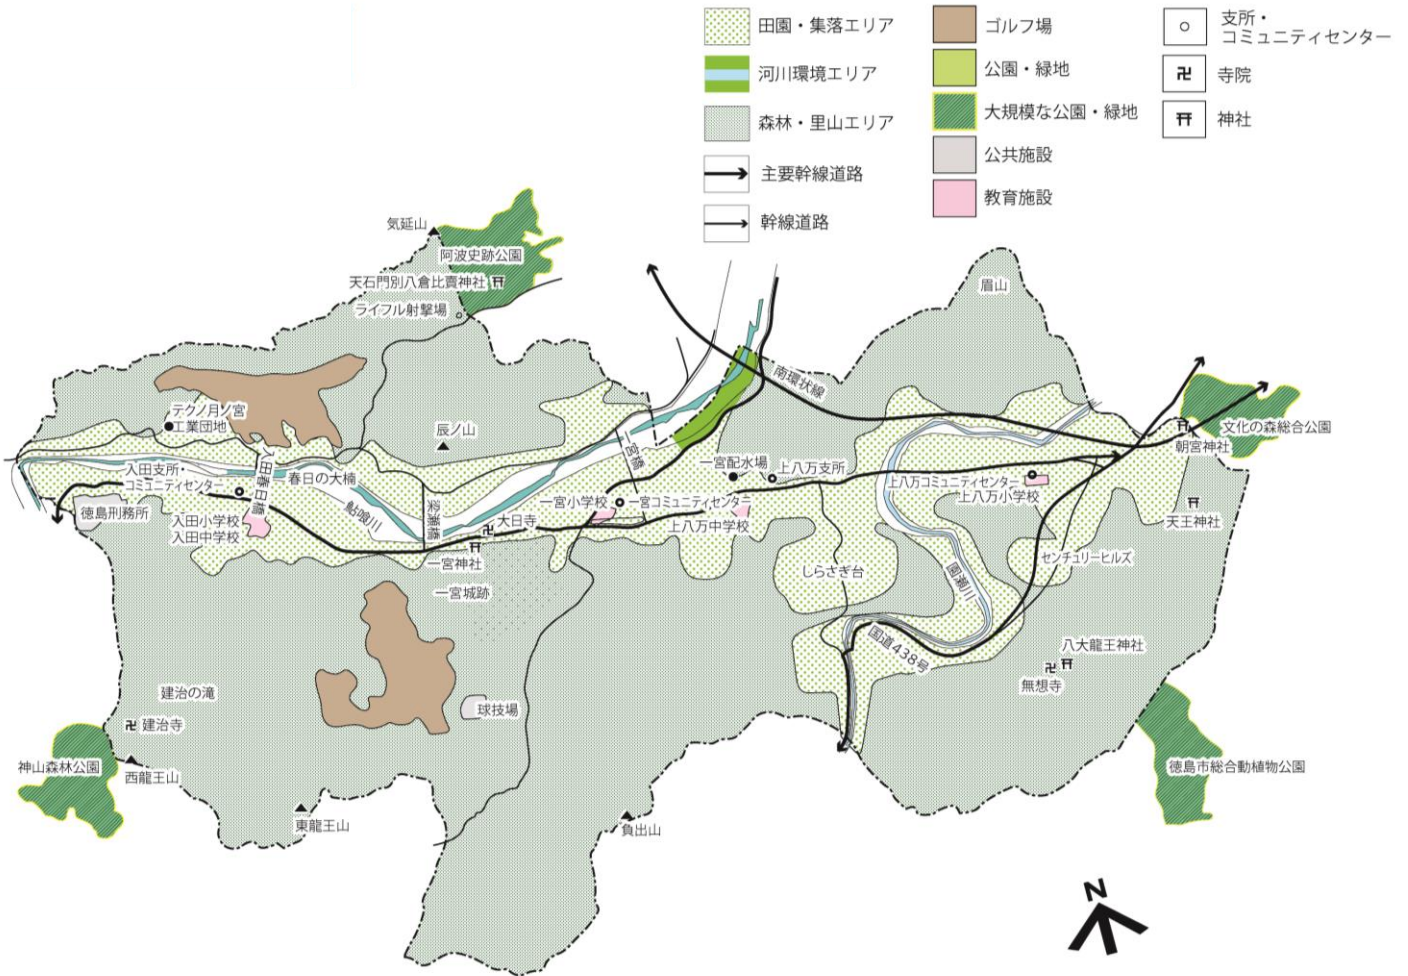 田園・集落エリア
河川環境エリア
森林・里山エリア
主要幹線道路
幹線道路
ゴルフ場
公園・緑地
大規模な公園・緑地
公共施設
教育施設
支所・
コミュニティセンター
寺院
神社
気延山
阿波史跡公園
天石門別八倉比賣神社
ライフル射撃場
眉山
南環状線
テクノ月ノ宮
工業団地
辰ノ山
入田春日橋
春日の大楠
入田支所・
コミュニティセンター
徳島刑務所
入田小学校
入田中学校
鮎喰川
梁瀬橋
大日寺
一宮神社
一宮城跡
一宮橋
一宮小学校
一宮コミュニティセンター
一宮配水場
上八万支所
上八万中学校
上八万コミュニティセンター
上八万小学校
朝宮神社
文化の森総合公園
天王神社
しらさぎ台
園瀬川
センチュリーヒルズ
国道438号
八大龍王神社
無想寺
建治の滝
建治寺
球技場
神山森林公園
西龍王山
東龍王山
負出山
徳島市総合動植物公園
N